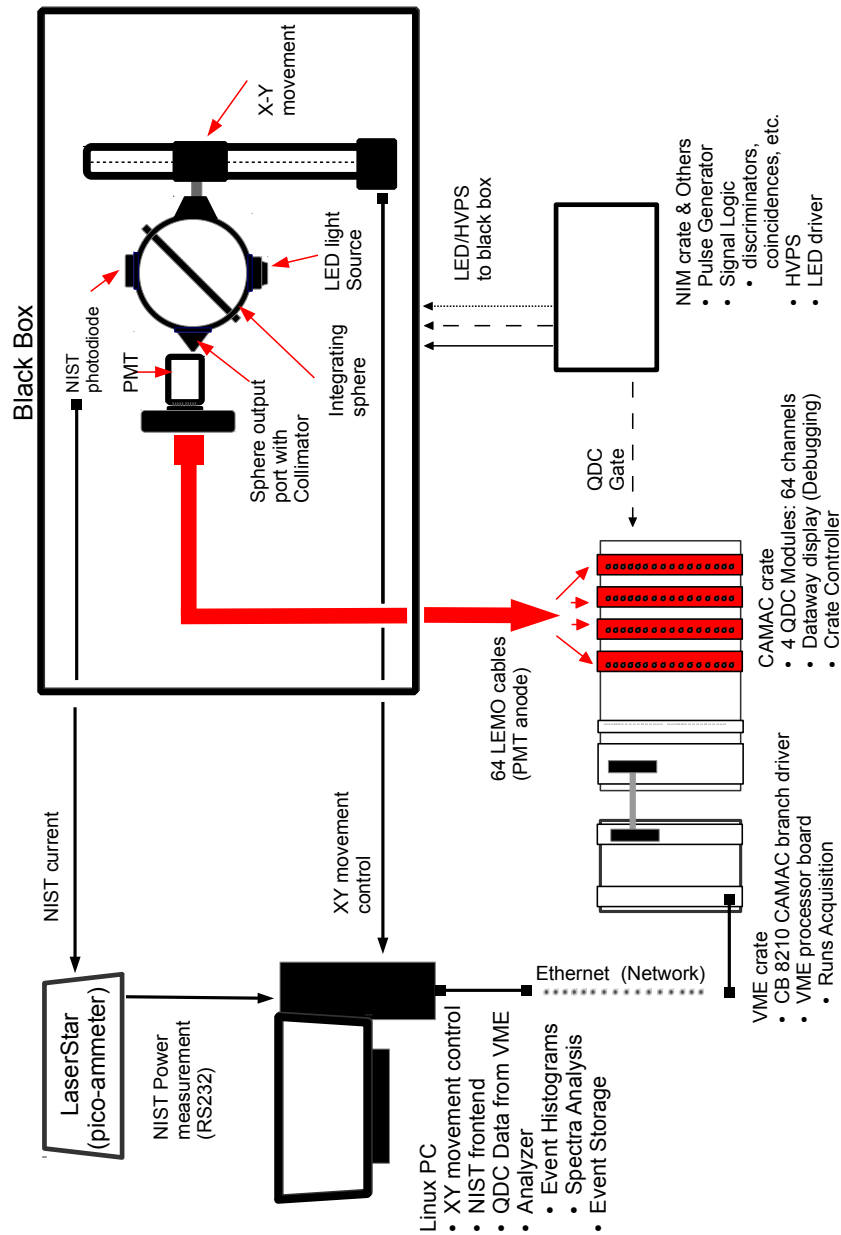 Black Box
NIST
photodiode
PMT
Sphere output
port with
Collimator
Integrating
sphere
LED light
Source
X-Y
movement
NIST current
LaserStar
(pico-ammeter)
NIST Power
measurement
(RS232)
XY movement
control
64 LEMO cables
(PMT anode)
LED/HVPS
to black box
QDC
Gate
NIM crate & Others
• Pulse Generator
• Signal Logic
• discriminators,
coincidences, etc.
• HVPS
• LED driver
CAMAC crate
• 4 QDC Modules: 64 channels
• Dataway display (Debugging)
• Crate Controller
Ethernet (Network)
VME crate
• CB 8210 CAMAC branch driver
• VME processor board
• Runs Acquisition
Linux PC
• XY movement control
• NIST frontend
• QDC Data from VME
• Analyzer
• Event Histograms
• Spectra Analysis
• Event Storage